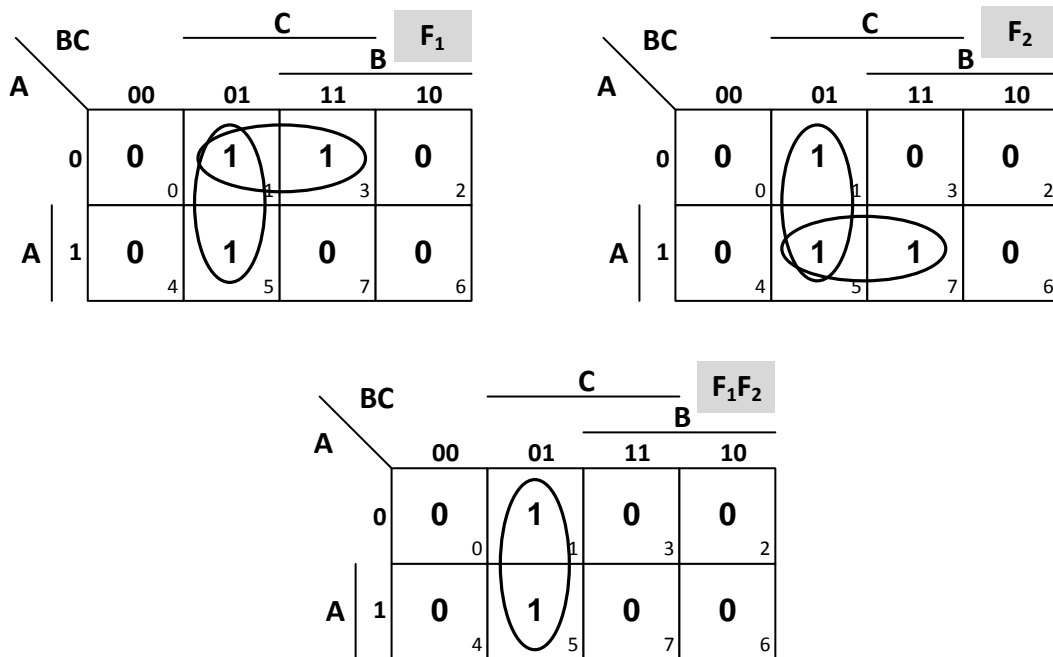 C F₁
BC
B
A
00 01 11 10
0 0 1 1 0
0 1 3 2
A 1 0 1 0 0
4 5 7 6
C F₂
BC
B
A
00 01 11 10
0 0 1 0 0
0 1 3 2
A 1 0 1 1 0
4 5 7 6
C F₁F₂
BC
B
A
00 01 11 10
0 0 1 0 0
0 1 3 2
A 1 0 1 0 0
4 5 7 6